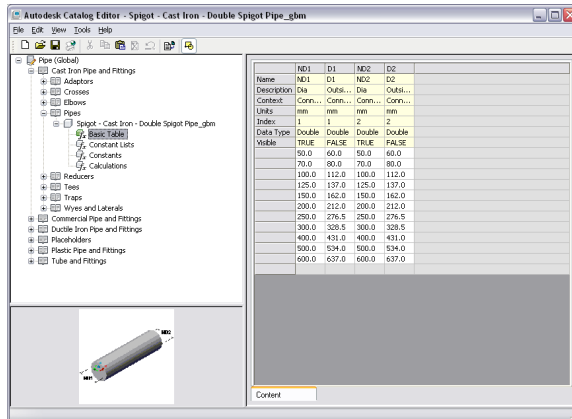 Autodesk Catalog Editor - Spigot - Cast Iron - Double Spigot Pipe_gbm
File Edit View Tools Help
Pipe (Global)
Cast Iron Pipe and Fittings
Adaptors
Crosses
Elbows
Pipes
Spigot - Cast Iron - Double Spigot Pipe_gbm
Basic Table
Constant Lists
Constants
Calculations
Reducers
Tees
Traps
Wyes and Laterals
Commercial Pipe and Fittings
Ductile Iron Pipe and Fittings
Placeholders
Plastic Pipe and Fittings
Tube and Fittings
ND1 D1 ND2 D2
Name ND1 D1 ND2 D2
Description Dia Outsi... Dia Outsi...
Context Conn... Conn... Conn... Conn...
Units mm mm mm mm
Index 1 1 2 2
Data Type Double Double Double Double
Visible TRUE FALSE TRUE FALSE
50.0 60.0 50.0 60.0
70.0 80.0 70.0 80.0
100.0 112.0 100.0 112.0
125.0 137.0 125.0 137.0
150.0 162.0 150.0 162.0
200.0 212.0 200.0 212.0
250.0 276.5 250.0 276.5
300.0 328.5 300.0 328.5
400.0 431.0 400.0 431.0
500.0 534.0 500.0 534.0
600.0 637.0 600.0 637.0
ND2
ND1
Content